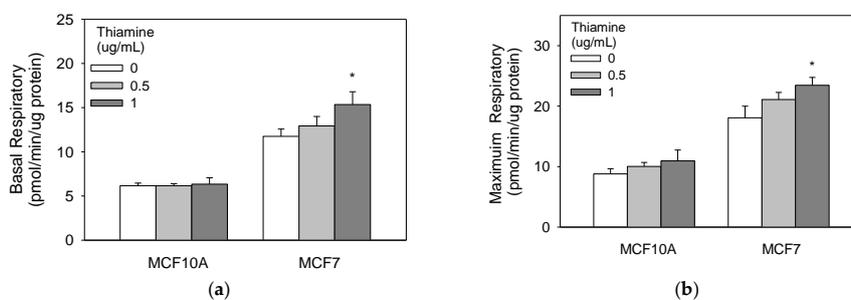 25
20
15
10
5
0
Basal Respiratory
(pmol/min/ug protein)
Thiamine
(ug/mL)
0
0.5
1
*
MCF10A MCF7
(a)
30
20
10
0
Maximuim Respiratory
(pmol/min/ug protein)
Thiamine
(ug/mL)
0
0.5
1
*
MCF10A MCF7
(b)